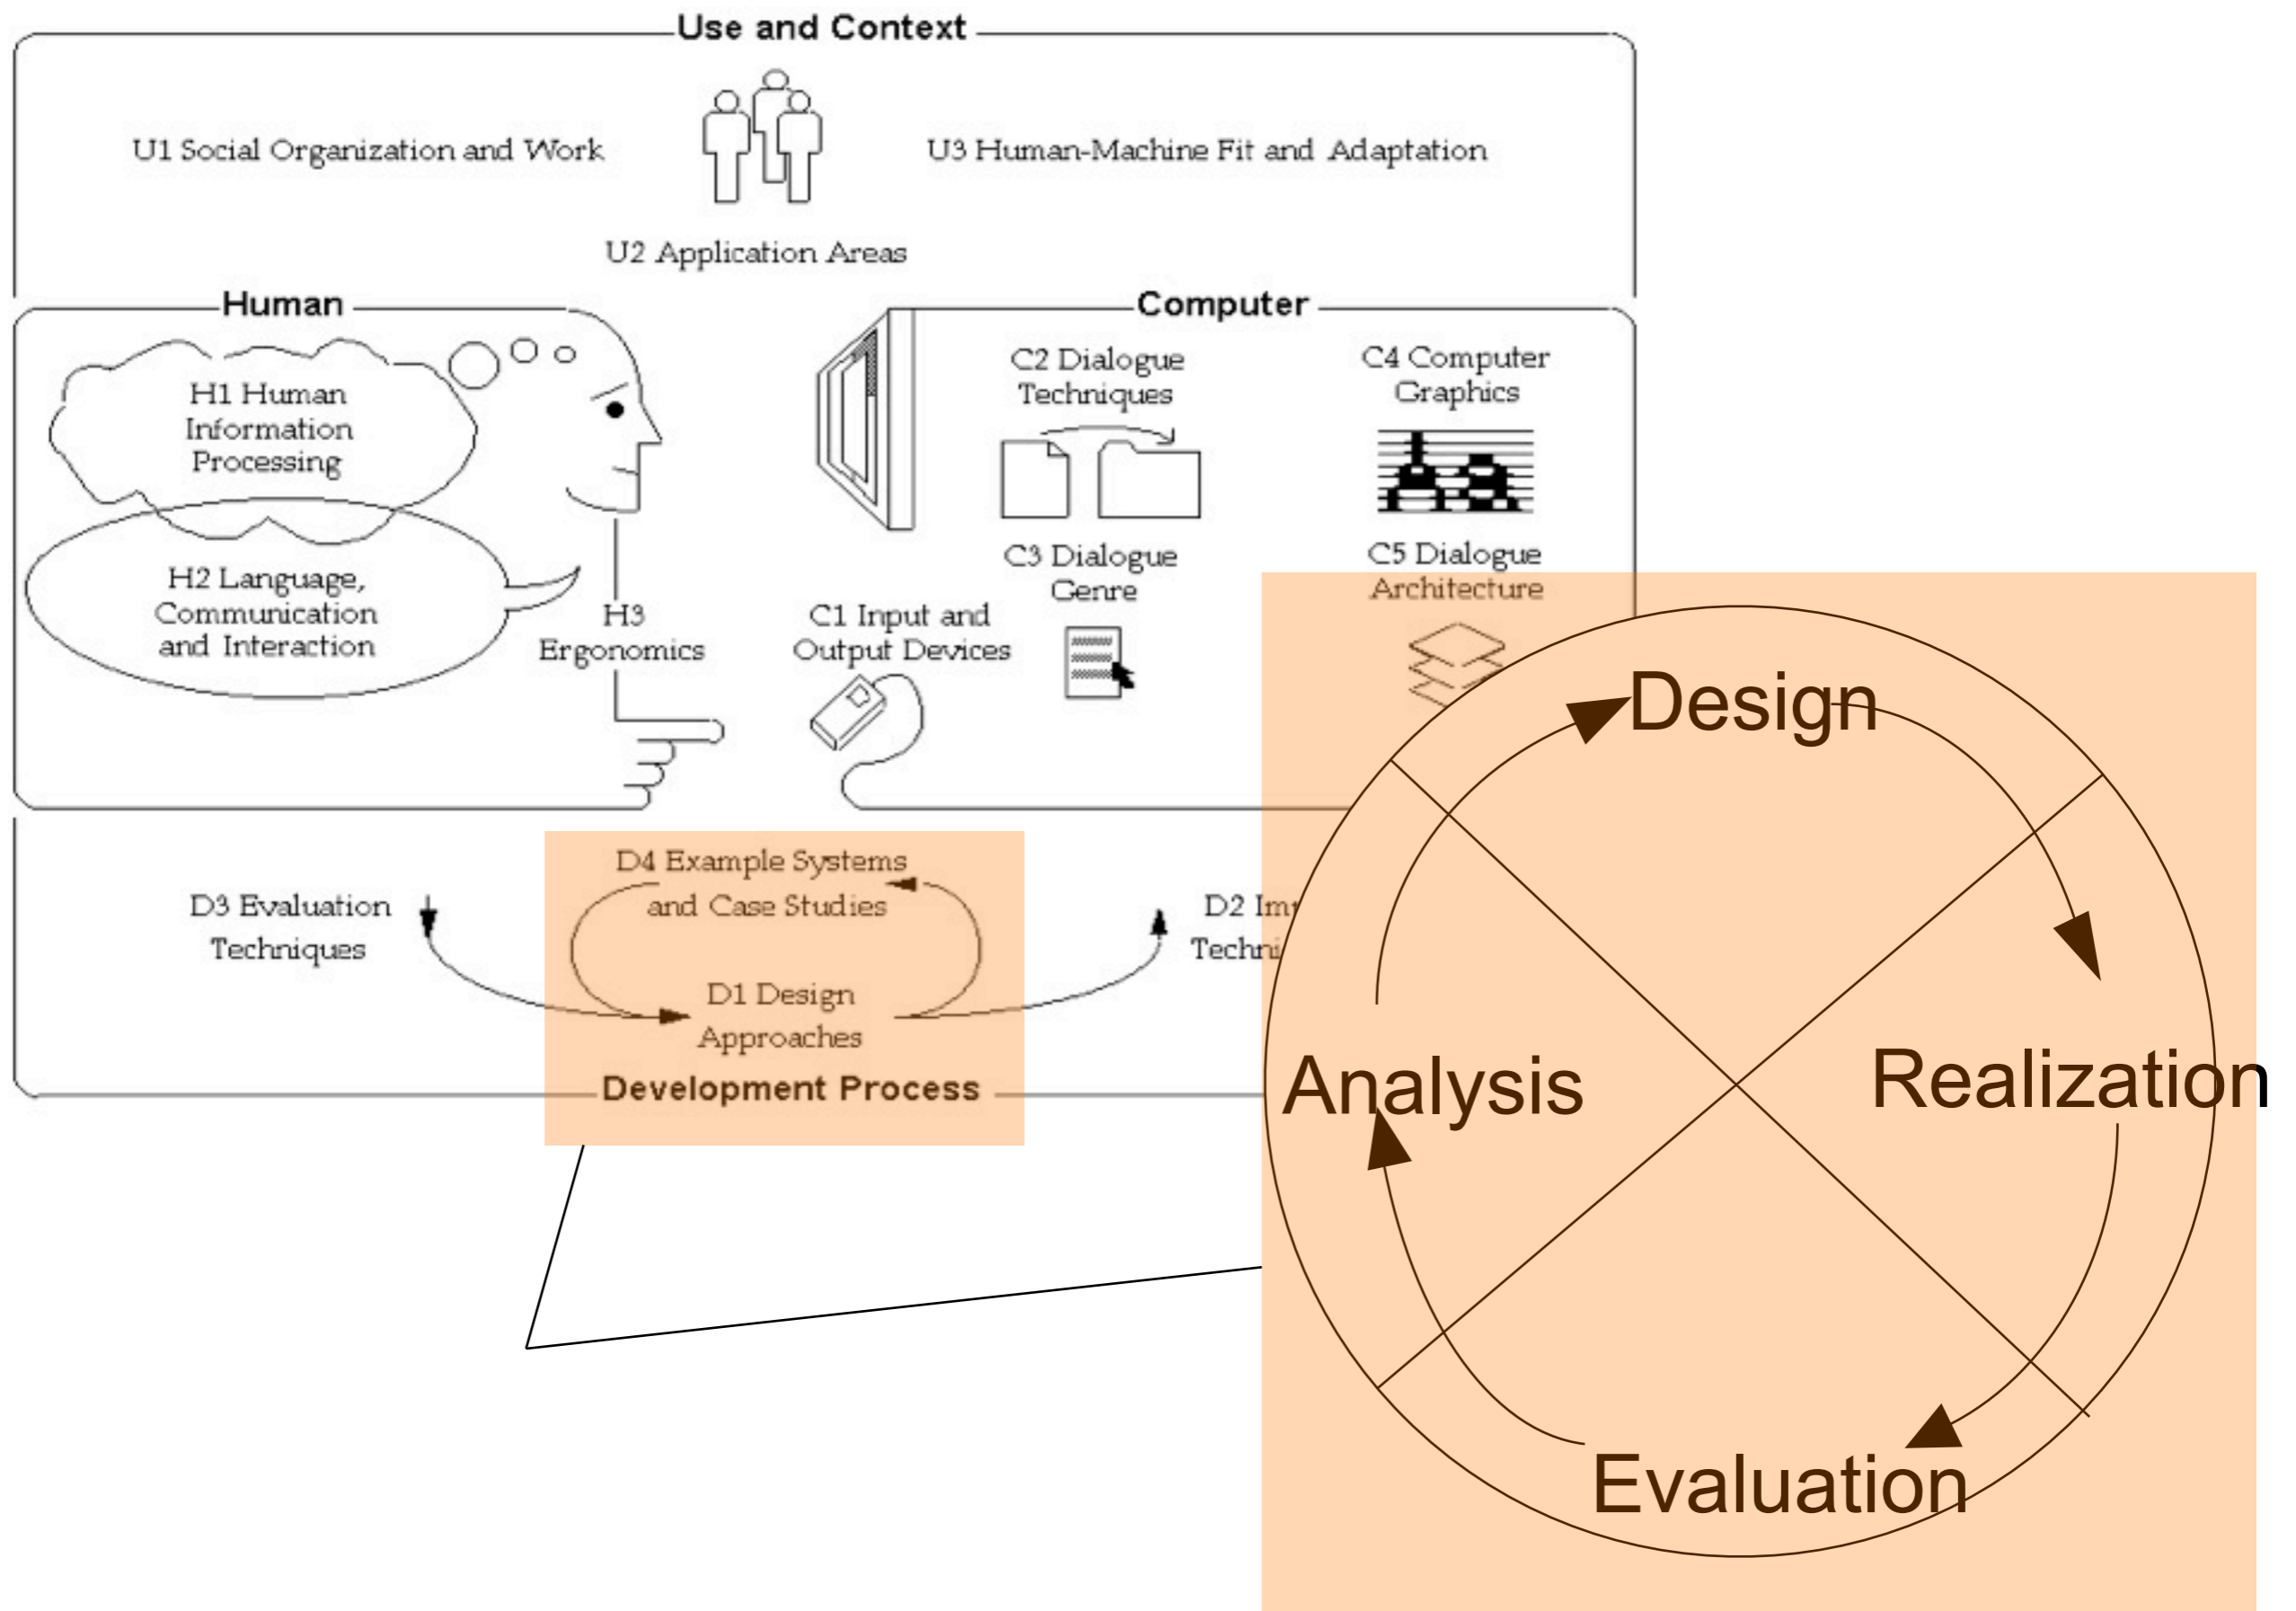 Use and Context
U1 Social Organization and Work
U3 Human-Machine Fit and Adaptation
U2 Application Areas
Human
H1 Human
Information
Processing
H2 Language,
Communication
and Interaction
H3
Ergonomics
Computer
C2 Dialogue
Techniques
C4 Computer
Graphics
C3 Dialogue
Genre
C5 Dialogue
Architecture
C1 Input and
Output Devices
D3 Evaluation
Techniques
D4 Example Systems
and Case Studies
D1 Design
Approaches
D2
Development Process
Design
Analysis
Realization
Evaluation